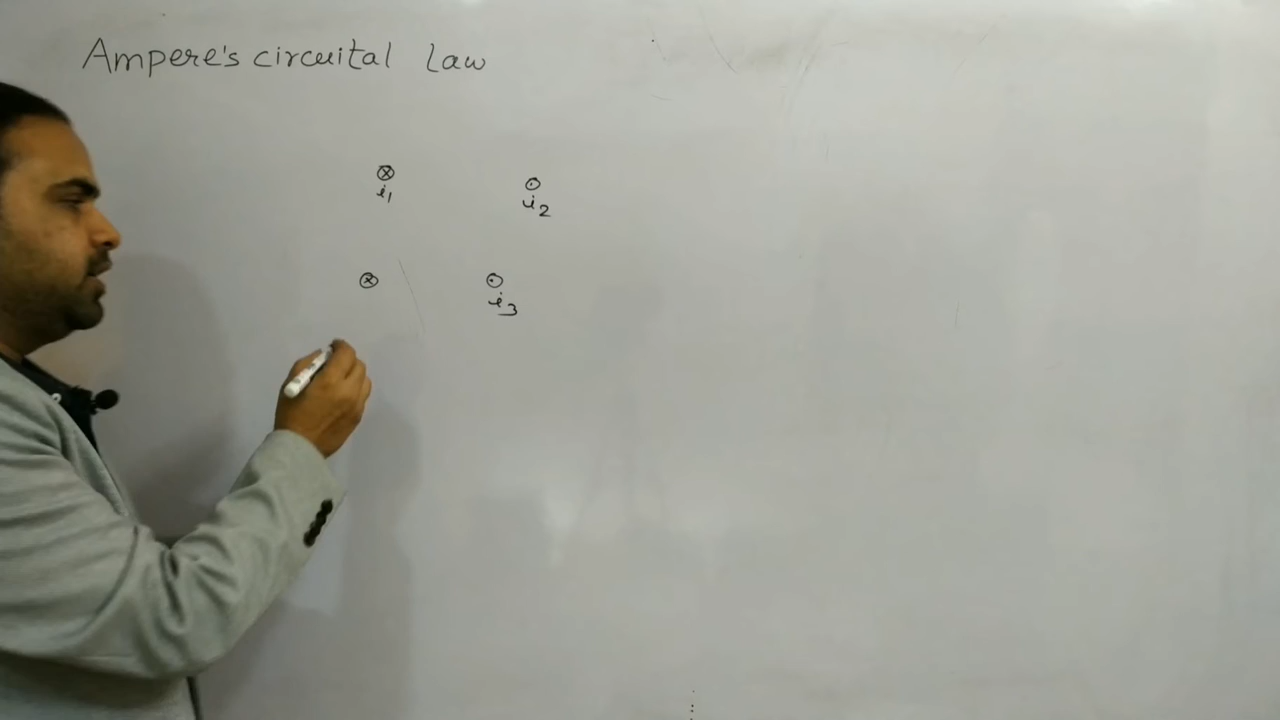 Ampere's circuital Law
⊗ ⊙
i₁ i₂
⊗ ⊙
i₃